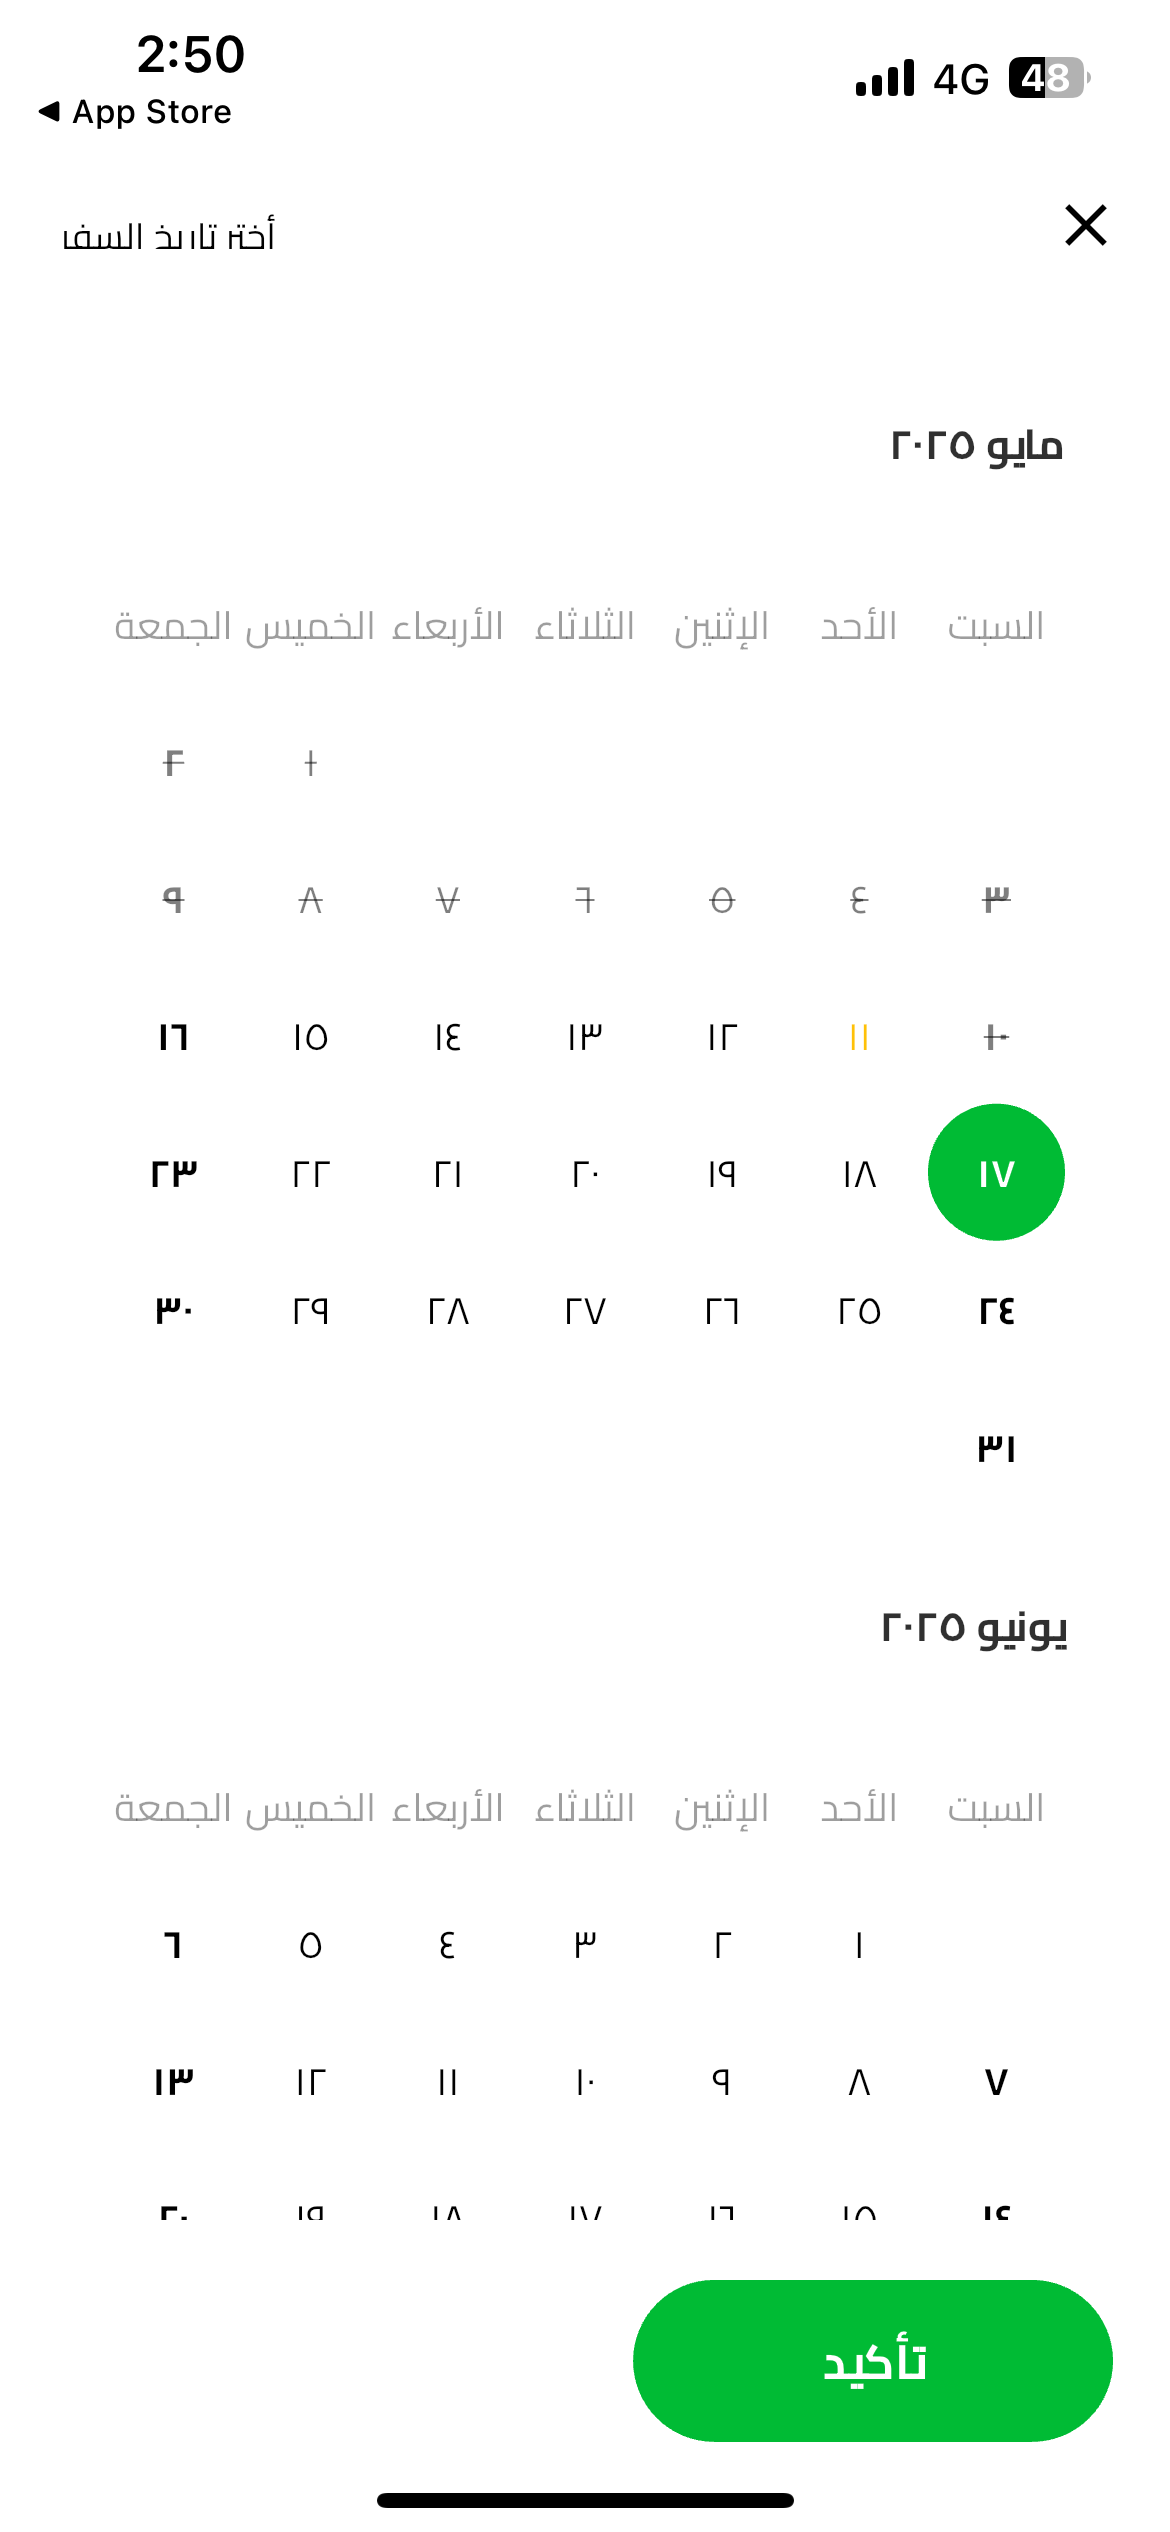 2:50
4G 48
App Store
أختر تاريخ السفر
مايو ٢٠٢٥
السبت الأحد الإثنين الثلاثاء الأربعاء الخميس الجمعة
١ ٢
٣ ٤ ٥ ٦ ٧ ٨ ٩
١٠ ١١ ١٢ ١٣ ١٤ ١٥ ١٦
١٧ ١٨ ١٩ ٢٠ ٢١ ٢٢ ٢٣
٢٤ ٢٥ ٢٦ ٢٧ ٢٨ ٢٩ ٣٠
٣١
يونيو ٢٠٢٥
السبت الأحد الإثنين الثلاثاء الأربعاء الخميس الجمعة
١ ٢ ٣ ٤ ٥ ٦
٧ ٨ ٩ ١٠ ١١ ١٢ ١٣
١٤ ١٥ ١٦ ١٧ ١٨ ١٩ ٢٠
تأكيد